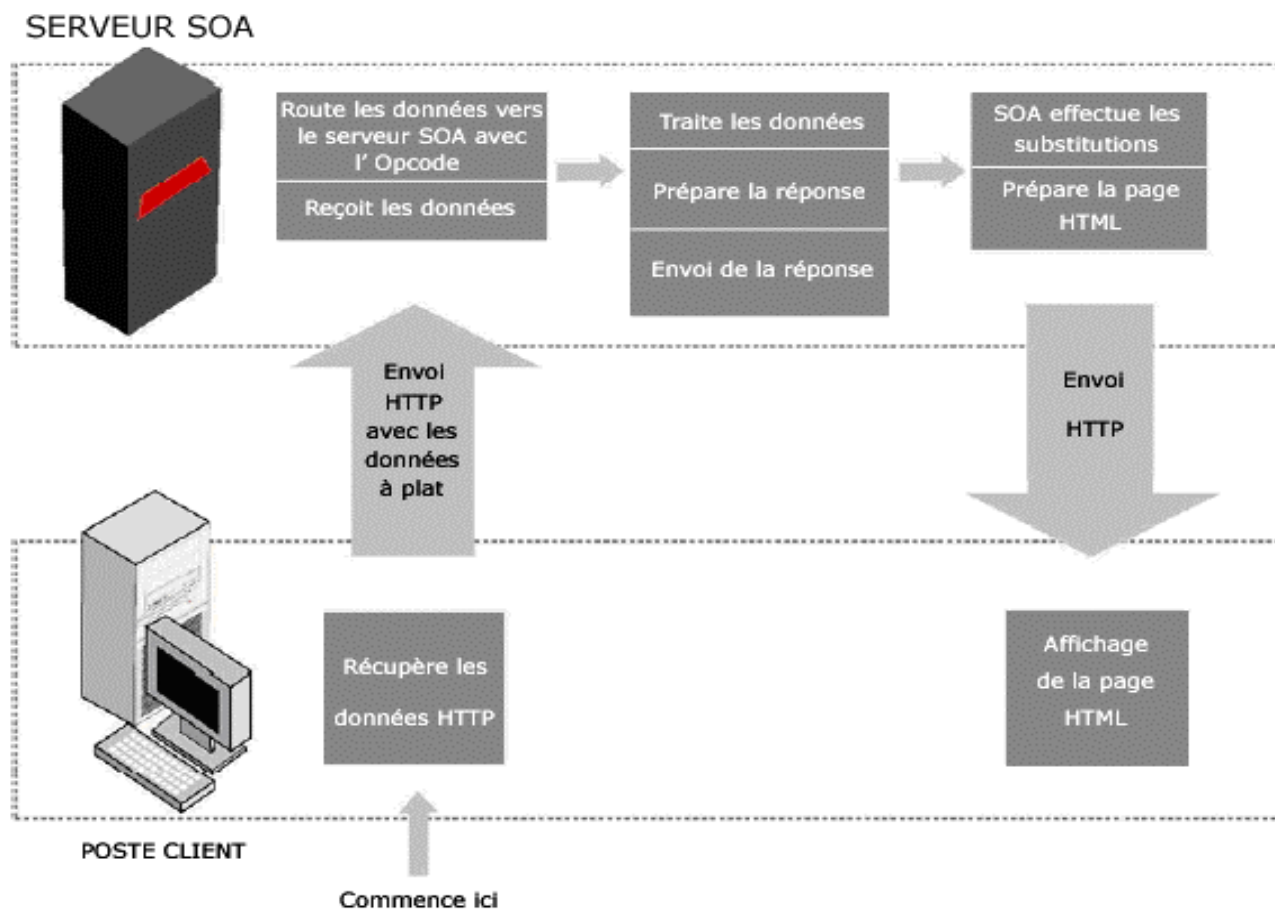 SERVEUR SOA
Route les données vers
le serveur SOA avec
l' Opcode
Reçoit les données
Traite les données
Prépare la réponse
Envoi de la réponse
SOA effectue les
substitutions
Prépare la page
HTML
Envoi
HTTP
avec les
données
à plat
Envoi
HTTP
Récupère les
données HTTP
Affichage
de la page
HTML
POSTE CLIENT
Commence ici